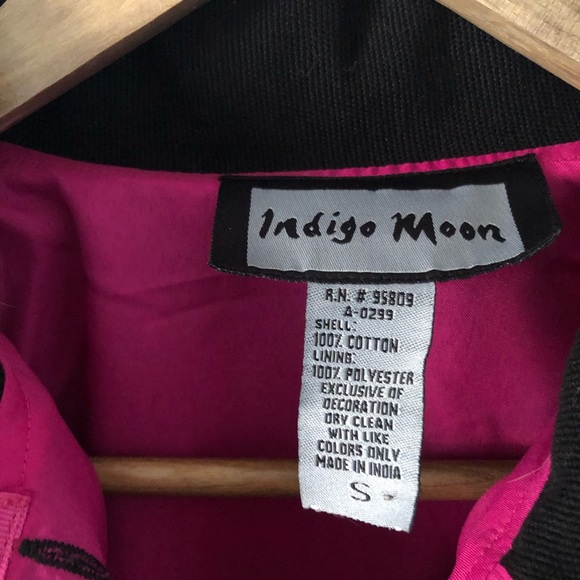 Indigo Moon
R.N. # 95809
A-0299
SHELL:
100% COTTON
LINING:
100% POLYESTER
EXCLUSIVE OF
DECORATION
DRY CLEAN
WITH LIKE
COLORS ONLY
MADE IN INDIA
S